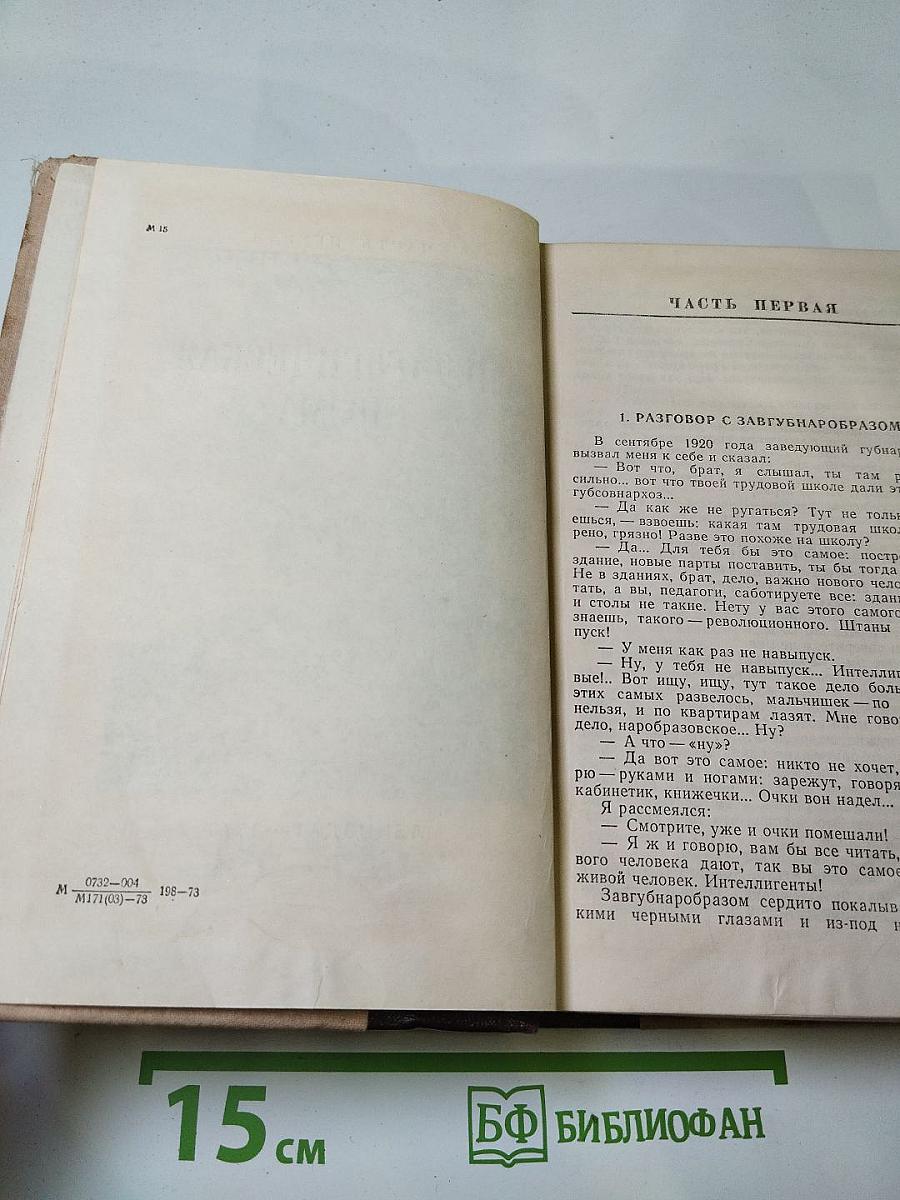 М 15
М 0732—004 198—73
М171(03)—73
ЧАСТЬ ПЕРВАЯ
1. РАЗГОВОР С ЗАВГУБНАРОБРАЗОМ
В сентябре 1920 года заведующий губнар
вызвал меня к себе и сказал:
— Вот что, брат, я слышал, ты там р
сильно... вот что твоей трудовой школе дали эт
губсовнархоз...
— Да как же не ругаться? Тут не тольк
ешься, — взвоешь: какая там трудовая школ
рено, грязно! Разве это похоже на школу?
— Да... Для тебя бы это самое: постр
здание, новые парты поставить, ты бы тогда
Не в зданиях, брат, дело, важно нового чело
тать, а вы, педагоги, саботируете все: здан
и столы не такие. Нету у вас этого самого
знаешь, такого — революционного. Штаны
пуск!
— У меня как раз не навыпуск.
— Ну, у тебя не навыпуск... Интеллиг
вые!.. Вот ищу, ищу, тут такое дело боль
этих самых развелось, мальчишек — по
нельзя, и по квартирам лазят. Мне гово
дело, наробразовское... Ну?
— А что — «ну»?
— Да вот это самое: никто не хочет,
рю — руками и ногами: зарежут, говоря
кабинетик, книжечки... Очки вон надел...
Я рассмеялся:
— Смотрите, уже и очки помешали!
— Я ж и говорю, вам бы все читать,
вого человека дают, так вы это самое
живой человек. Интеллигенты!
Завгубнаробразом сердито покалыв
кими черными глазами и из-под н
15 см
БФ БИБЛИОФАН